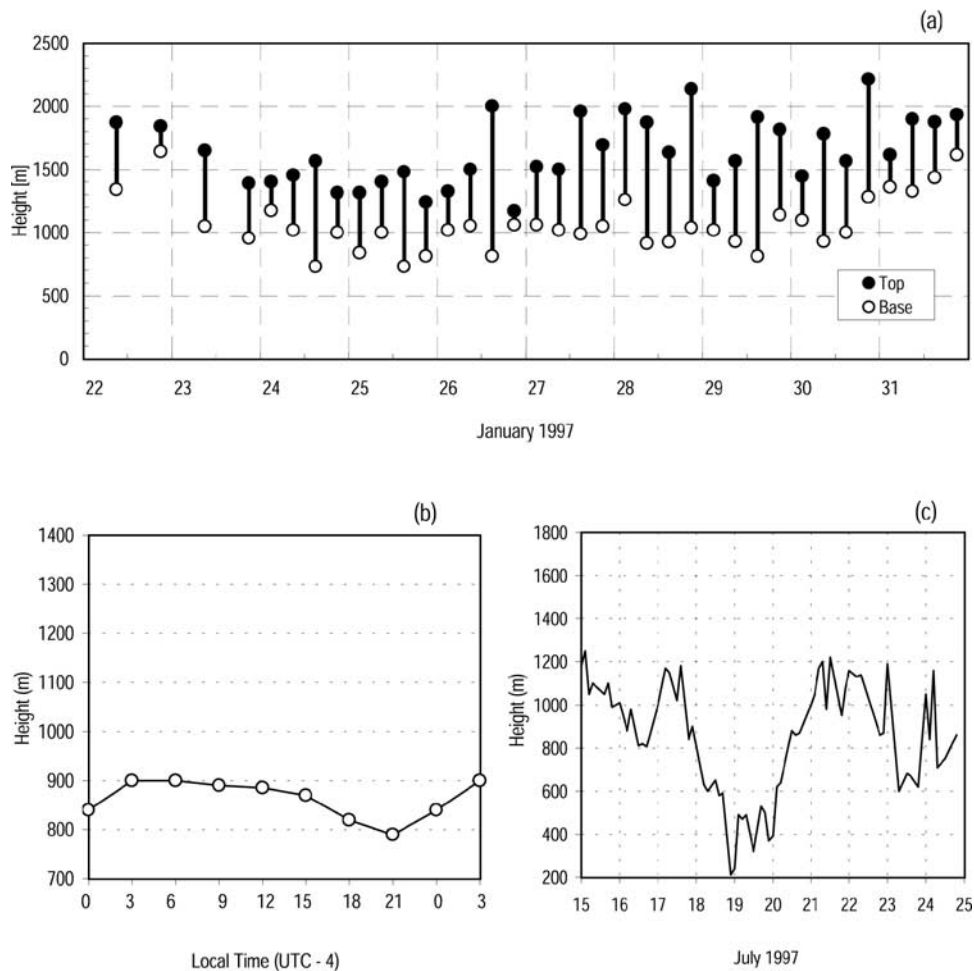 (a)
2500
2000
1500
1000
500
0
Height [m]
Top
Base
22 23 24 25 26 27 28 29 30 31
January 1997
(b)
1400
1300
1200
1100
1000
900
800
700
Height (m)
0 3 6 9 12 15 18 21 0 3
Local Time (UTC - 4)
(c)
1800
1600
1400
1200
1000
800
600
400
200
Height (m)
15 16 17 18 19 20 21 22 23 24 25
July 1997